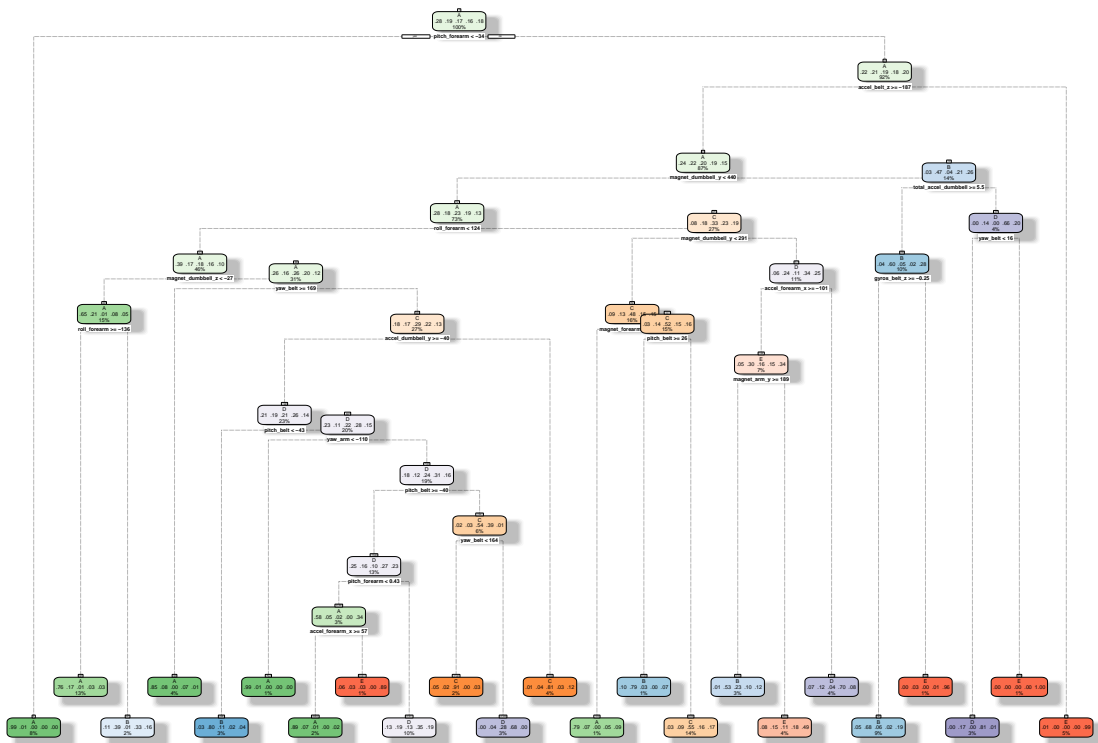 A
.28 .19 .17 .16 .18
100%
pitch_forearm < −34
A
.22 .21 .19 .18 .20
92%
accel_belt_z >= −187
A
.24 .22 .20 .19 .15
87%
magnet_dumbbell_y < 440
B
.03 .47 .04 .21 .26
14%
total_accel_dumbbell >= 5.5
A
.28 .18 .23 .19 .13
73%
roll_forearm < 124
C
.08 .18 .33 .23 .19
27%
magnet_dumbbell_y < 291
D
.00 .14 .00 .66 .20
4%
yaw_belt < 16
A
.39 .17 .18 .16 .10
46%
magnet_dumbbell_z < −27
A
.26 .16 .26 .20 .12
31%
yaw_belt >= 169
D
.06 .24 .11 .34 .25
11%
accel_forearm_x >= −101
B
.04 .60 .05 .02 .28
10%
gyros_belt_z >= −0.25
A
.65 .21 .01 .08 .05
15%
roll_forearm >= −136
C
.18 .17 .29 .22 .13
27%
accel_dumbbell_y >= −40
C
.09 .13 .48
16%
C
.03 .14 .52 .15 .16
15%
pitch_belt >= 26
E
.05 .30 .16 .15 .34
7%
magnet_arm_y >= 189
D
.21 .19 .21 .26 .14
23%
pitch_belt < −43
D
.23 .11 .22 .28 .15
20%
yaw_arm < −110
D
.18 .12 .24 .31 .16
19%
pitch_belt >= −40
C
.02 .03 .54 .39 .01
6%
yaw_belt < 164
D
.25 .16 .10 .27 .23
13%
pitch_forearm < 0.43
A
.58 .05 .02 .00 .34
3%
accel_forearm_z >= 57
A
.76 .17 .01 .03 .03
13%
A
.85 .08 .00 .07 .01
4%
A
.99 .01 .00 .00 .00
1%
E
.06 .03 .03 .00 .89
1%
C
.05 .02 .91 .00 .03
2%
C
.01 .04 .81 .03 .12
4%
B
.10 .79 .03 .00 .07
1%
B
.01 .53 .23 .10 .12
3%
D
.07 .12 .04 .70 .08
4%
E
.00 .03 .00 .01 .96
1%
E
.00 .00 .00 .00 1.00
1%
A
.99 .01 .00 .00 .00
8%
B
.11 .39 .01 .33 .16
2%
B
.03 .80 .11 .02 .04
3%
A
.89 .07 .01 .00 .02
2%
D
.13 .19 .13 .35 .19
10%
D
.00 .04 .28 .68 .00
3%
A
.79 .07 .00 .05 .09
1%
C
.03 .09 .55 .16 .17
14%
E
.08 .15 .11 .18 .49
4%
B
.05 .68 .06 .02 .19
9%
D
.00 .17 .00 .81 .01
3%
E
.01 .00 .00 .00 .99
5%